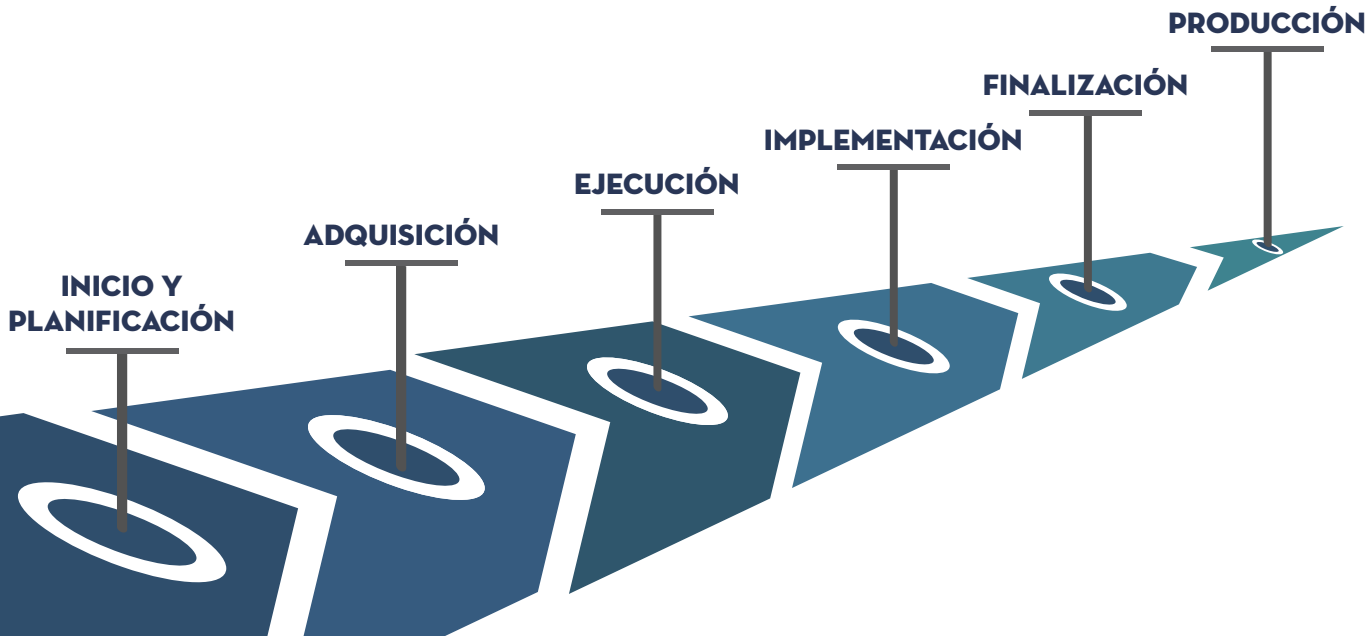 INICIO Y
PLANIFICACIÓN
ADQUISICIÓN
EJECUCIÓN
IMPLEMENTACIÓN
FINALIZACIÓN
PRODUCCIÓN